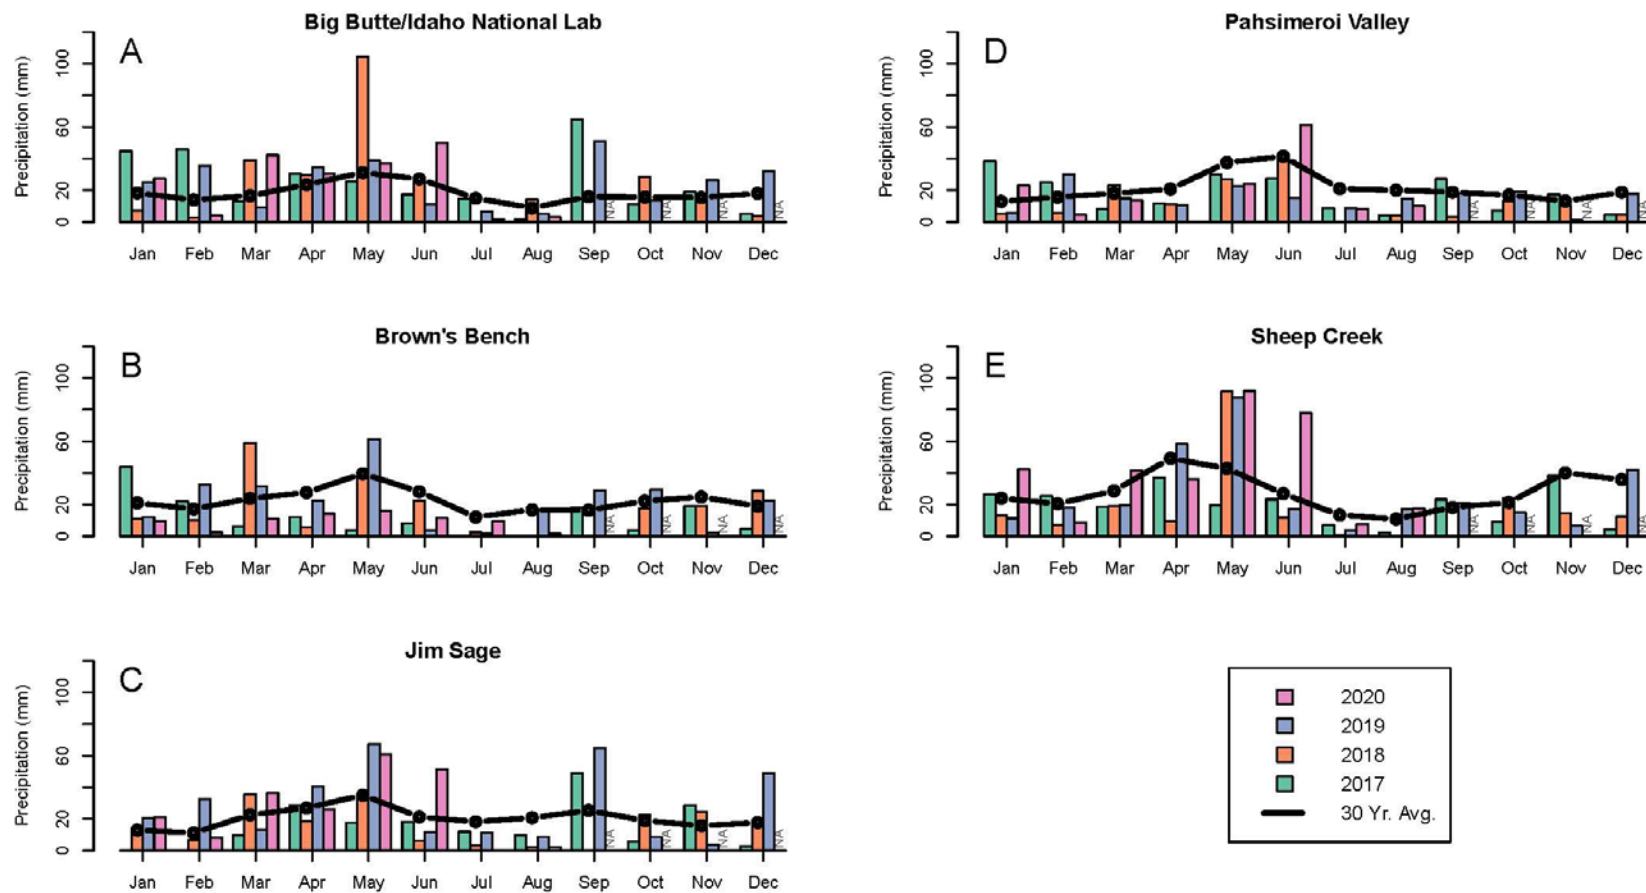 Big Butte/Idaho National Lab
A
Precipitation (mm)
100
60
20
0
NA NA NA NA
Jan Feb Mar Apr May Jun Jul Aug Sep Oct Nov Dec
Pahsimeroi Valley
D
Precipitation (mm)
100
60
20
0
NA NA NA NA
Jan Feb Mar Apr May Jun Jul Aug Sep Oct Nov Dec
Brown's Bench
B
Precipitation (mm)
100
60
20
0
NA NA NA NA
Jan Feb Mar Apr May Jun Jul Aug Sep Oct Nov Dec
Sheep Creek
E
Precipitation (mm)
100
60
20
0
NA NA NA NA
Jan Feb Mar Apr May Jun Jul Aug Sep Oct Nov Dec
Jim Sage
C
Precipitation (mm)
100
60
20
0
NA NA NA NA
Jan Feb Mar Apr May Jun Jul Aug Sep Oct Nov Dec
2020
2019
2018
2017
30 Yr. Avg.